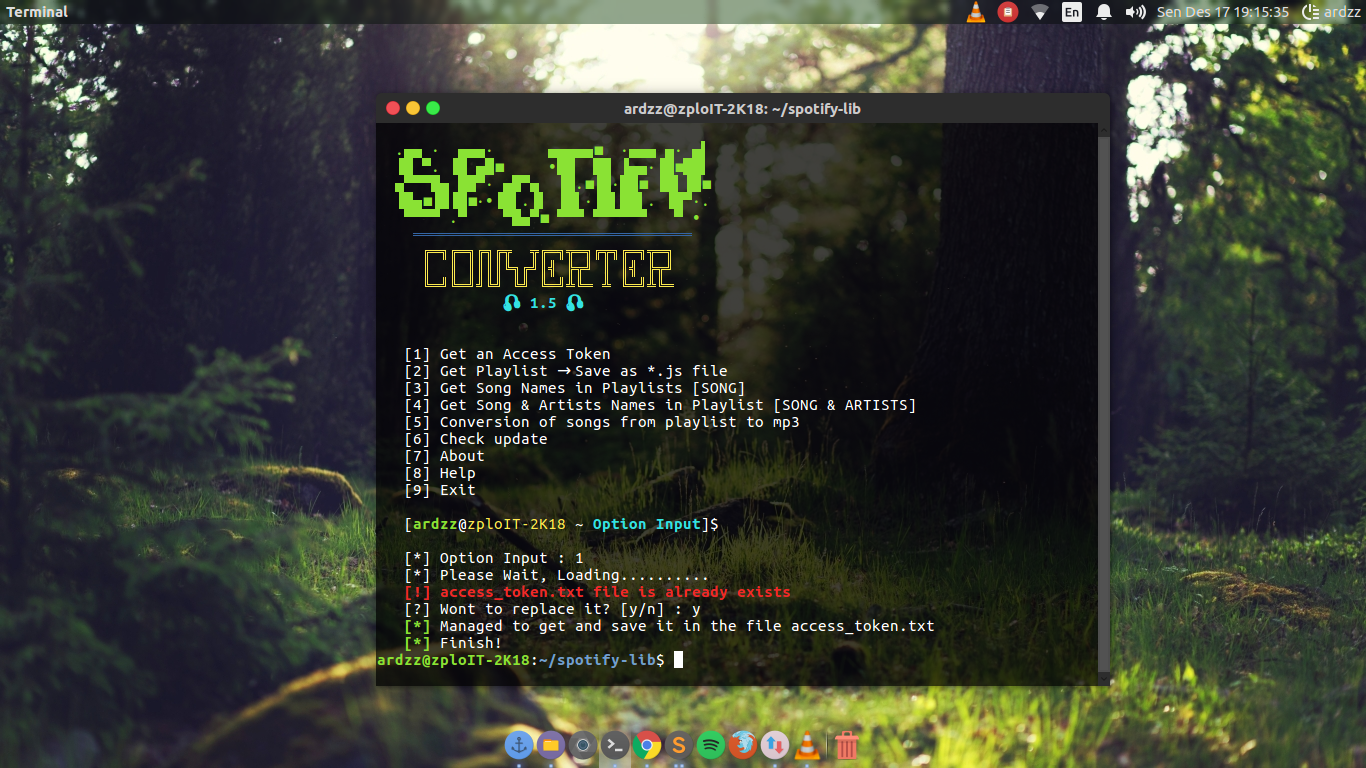 Terminal
En
Sen Des 17 19:15:35
ardzz
ardzz@zploIT-2K18: ~/spotify-lib
SPoTiFY
CONVERTER
1.5
[1] Get an Access Token
[2] Get Playlist →Save as *.js file
[3] Get Song Names in Playlists [SONG]
[4] Get Song & Artists Names in Playlist [SONG & ARTISTS]
[5] Conversion of songs from playlist to mp3
[6] Check update
[7] About
[8] Help
[9] Exit
[ardzz@zploIT-2K18 ~ Option Input]$
[*] Option Input : 1
[*] Please Wait, Loading..........
[!] access_token.txt file is already exists
[?] Wont to replace it? [y/n] : y
[*] Managed to get and save it in the file access_token.txt
[*] Finish!
ardzz@zploIT-2K18:~/spotify-lib$